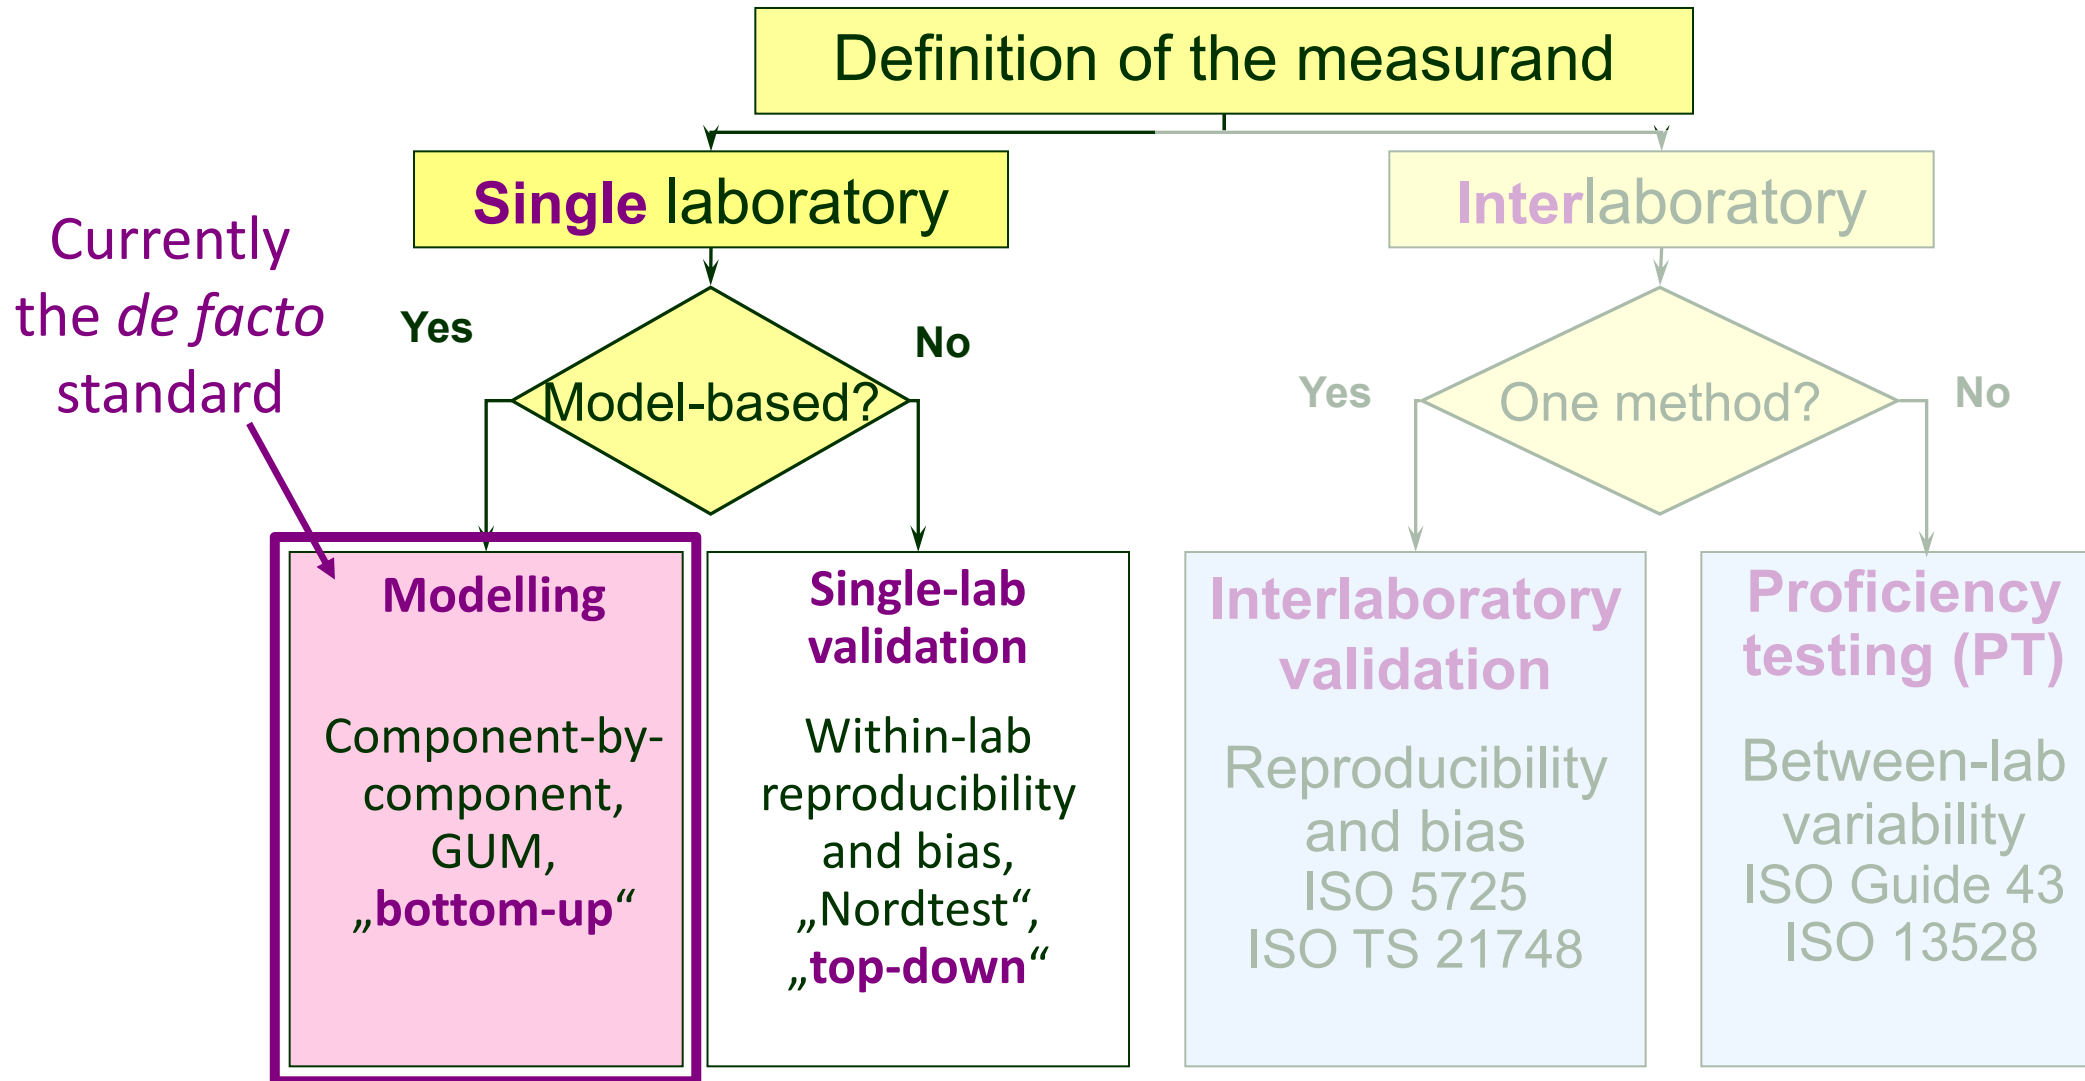 Definition of the measurand
Single laboratory
Interlaboratory
Currently
the de facto
standard
Yes
No
Model-based?
Yes
No
One method?
Modelling
Component-by-
component,
GUM,
„bottom-up“
Single-lab
validation
Within-lab
reproducibility
and bias,
„Nordtest“,
„top-down“
Interlaboratory
validation
Reproducibility
and bias
ISO 5725
ISO TS 21748
Proficiency
testing (PT)
Between-lab
variability
ISO Guide 43
ISO 13528